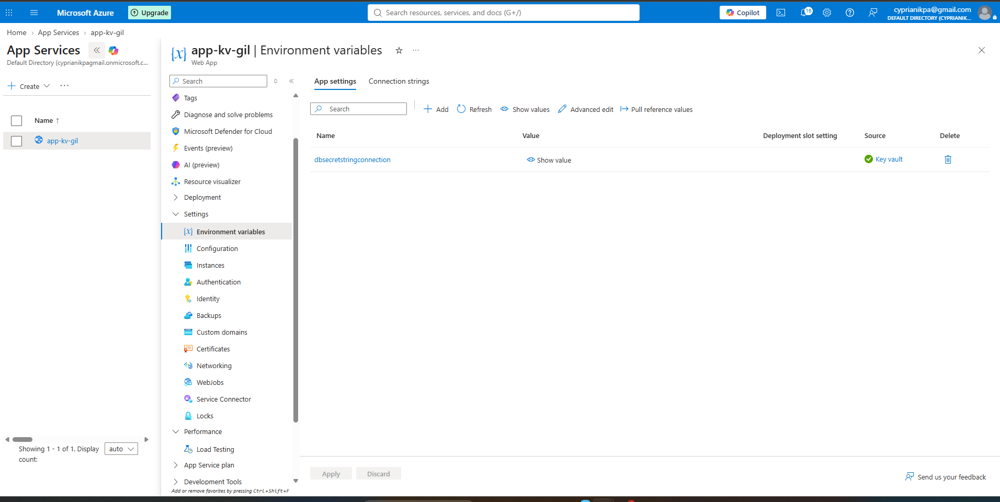 Microsoft Azure
Upgrade
Search resources, services, and docs (G+/)
Copilot
16
cyprianikpa@gmail.com
DEFAULT DIRECTORY (CYPRIANIK...
Home > App Services > app-kv-gil
App Services
Default Directory (cyprianikpagmail.onmicrosoft.c...
Create
...
Name ↑
app-kv-gil
Showing 1 - 1 of 1. Display
count:
auto
app-kv-gil | Environment variables
...
Web App
Search
Tags
Diagnose and solve problems
Microsoft Defender for Cloud
Events (preview)
AI (preview)
Resource visualizer
Deployment
Settings
Environment variables
Configuration
Instances
Authentication
Identity
Backups
Custom domains
Certificates
Networking
WebJobs
Service Connector
Locks
Performance
Load Testing
App Service plan
Development Tools
Add or remove favorites by pressing Ctrl+Shift+F
App settings
Connection strings
Search
Add
Refresh
Show values
Advanced edit
Pull reference values
Name Value Deployment slot setting Source Delete
dbsecretstringconnection Show value Key vault
Apply
Discard
Send us your feedback